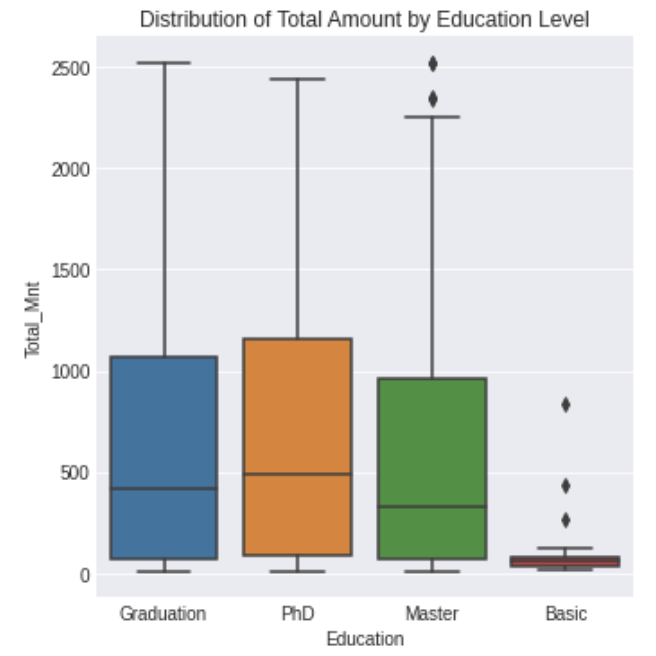 Distribution of Total Amount by Education Level
2500
2000
1500
1000
500
0
Total_Mnt
Graduation PhD Master Basic
Education